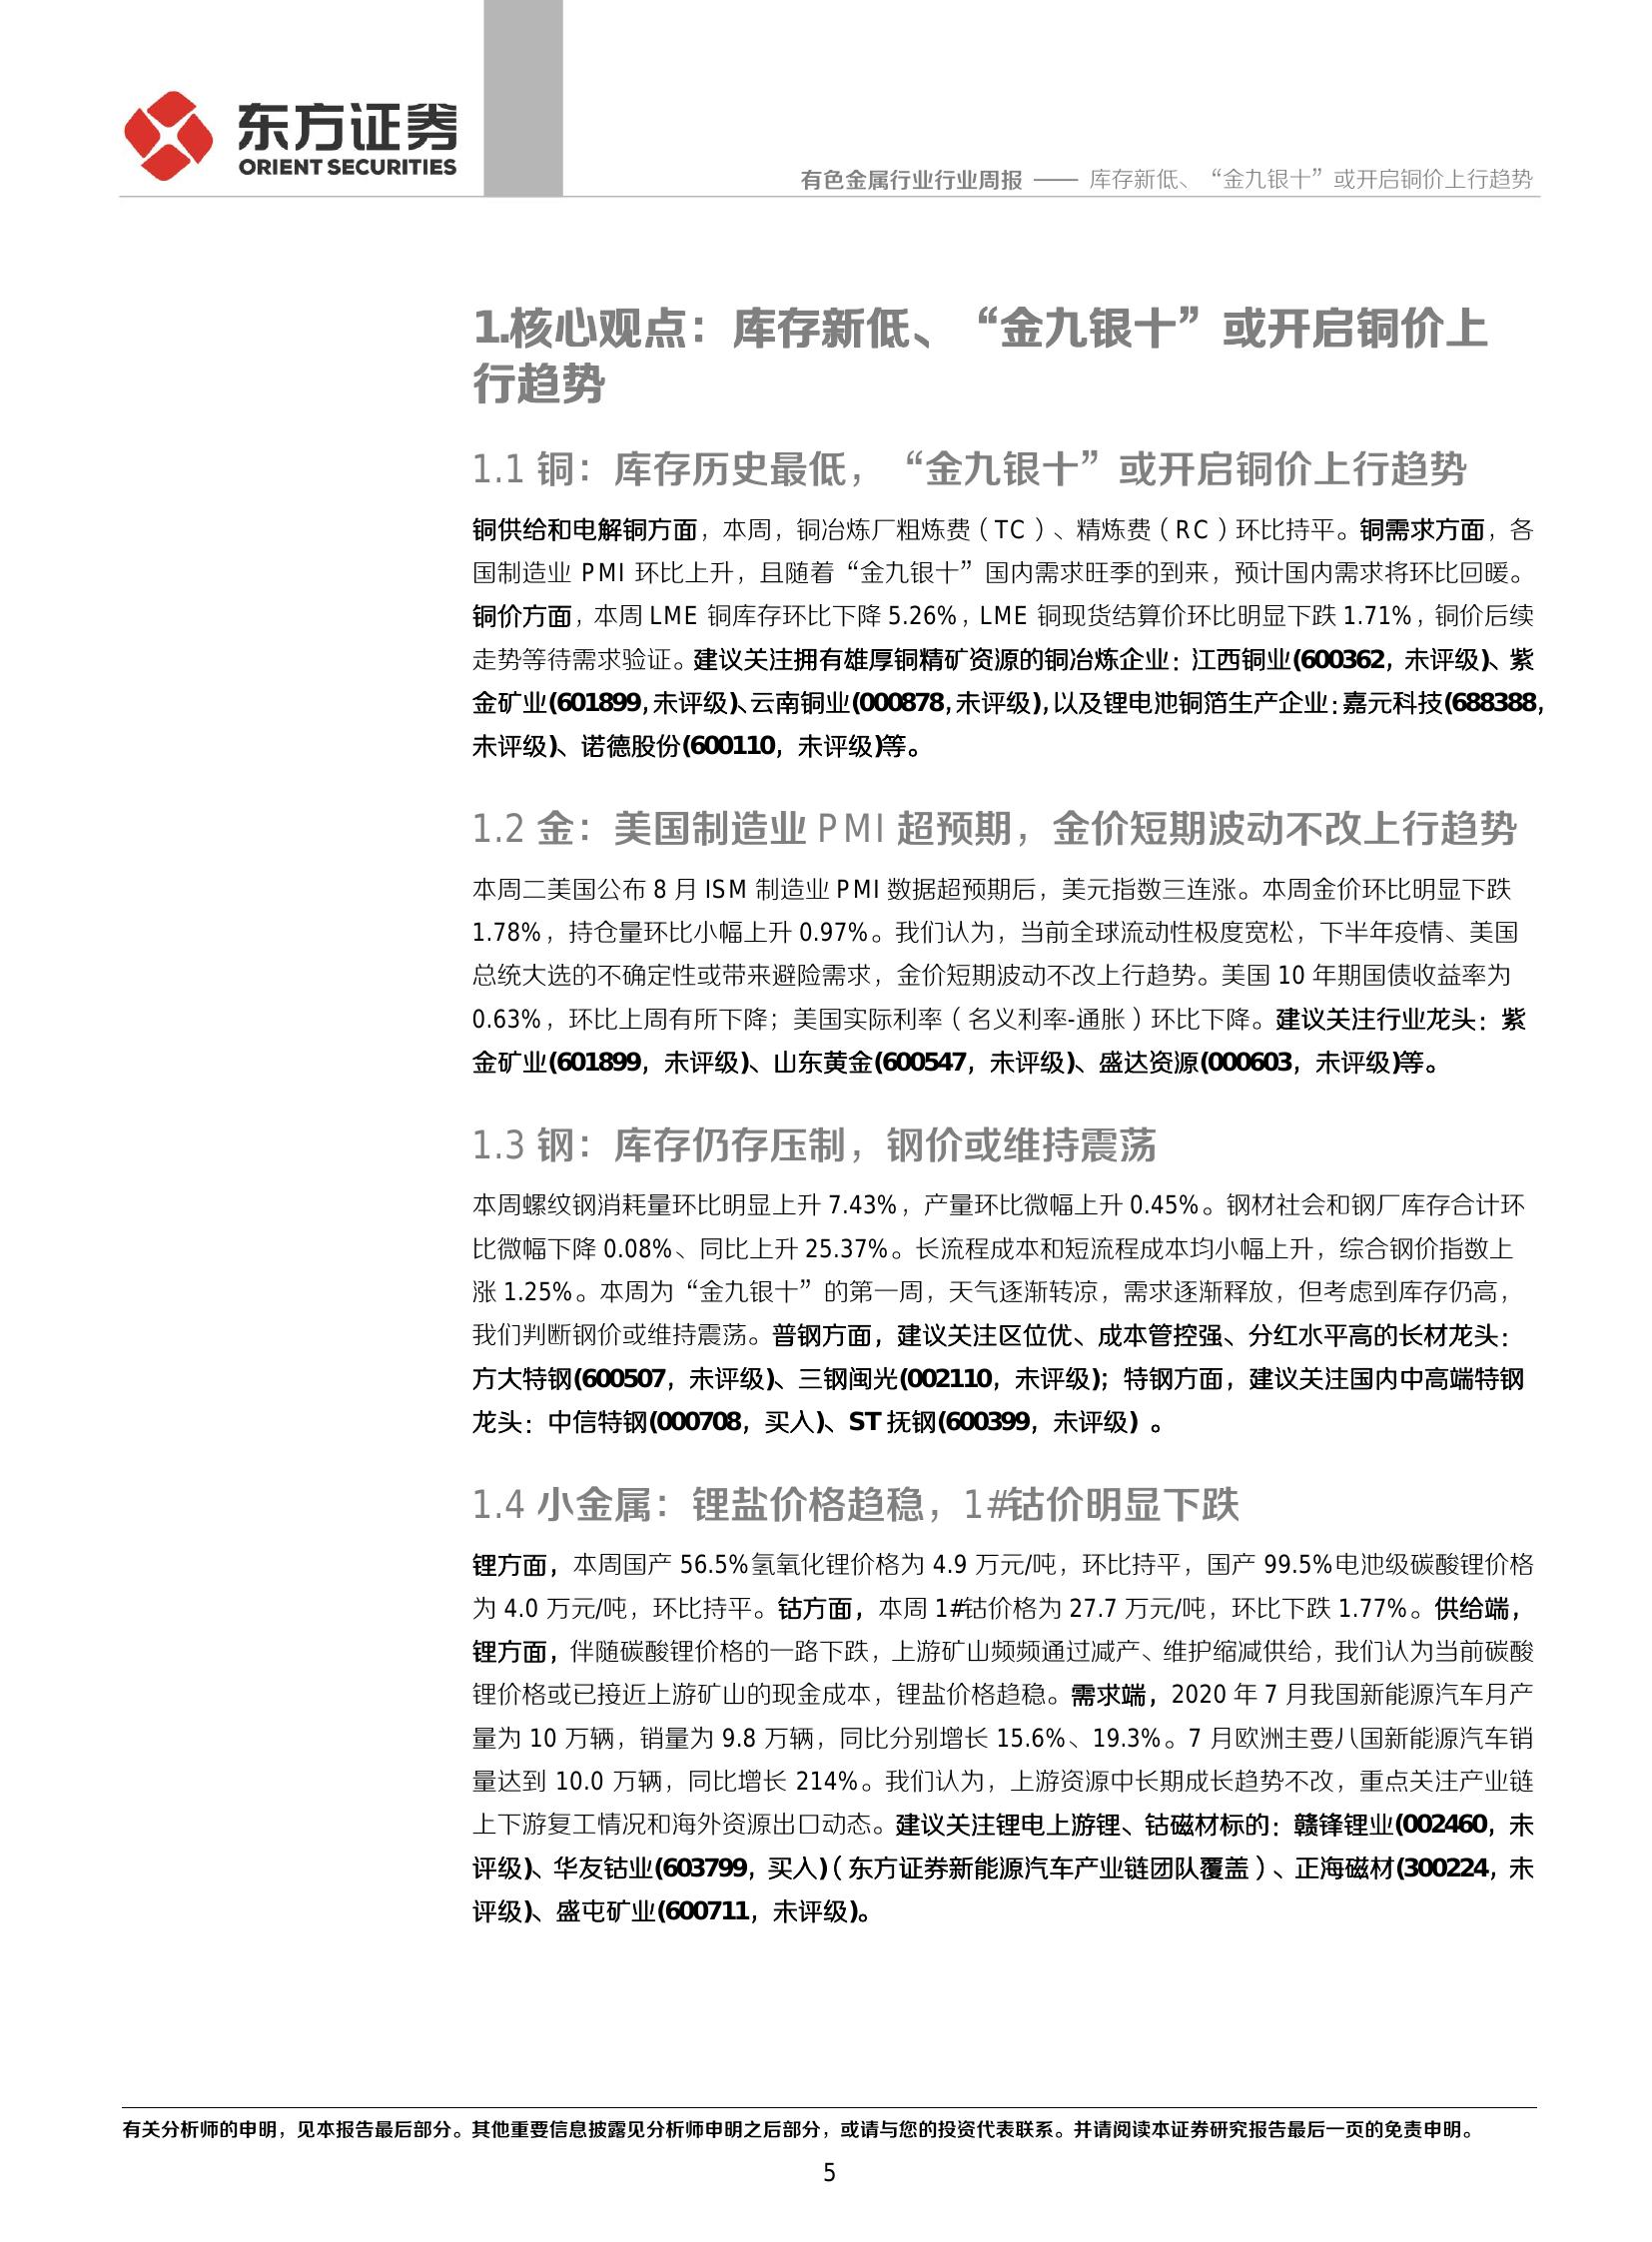 东方证券
ORIENT SECURITIES
有色金属行业行业周报 —— 库存新低、“金九银十”或开启铜价上行趋势
1.核心观点：库存新低、“金九银十”或开启铜价上
行趋势
1.1 铜：库存历史最低，“金九银十”或开启铜价上行趋势
铜供给和电解铜方面，本周，铜冶炼厂粗炼费（TC）、精炼费（RC）环比持平。铜需求方面，各
国制造业 PMI 环比上升，且随着“金九银十”国内需求旺季的到来，预计国内需求将环比回暖。
铜价方面，本周 LME 铜库存环比下降 5.26%，LME 铜现货结算价环比明显下跌 1.71%，铜价后续
走势等待需求验证。建议关注拥有雄厚铜精矿资源的铜冶炼企业：江西铜业(600362，未评级)、紫
金矿业(601899，未评级)、云南铜业(000878，未评级)，以及锂电池铜箔生产企业：嘉元科技(688388，
未评级)、诺德股份(600110，未评级)等。
1.2 金：美国制造业 PMI 超预期，金价短期波动不改上行趋势
本周二美国公布 8 月 ISM 制造业 PMI 数据超预期后，美元指数三连涨。本周金价环比明显下跌
1.78%，持仓量环比小幅上升 0.97%。我们认为，当前全球流动性极度宽松，下半年疫情、美国
总统大选的不确定性或带来避险需求，金价短期波动不改上行趋势。美国 10 年期国债收益率为
0.63%，环比上周有所下降；美国实际利率（名义利率-通胀）环比下降。建议关注行业龙头：紫
金矿业(601899，未评级)、山东黄金(600547，未评级)、盛达资源(000603，未评级)等。
1.3 钢：库存仍存压制，钢价或维持震荡
本周螺纹钢消耗量环比明显上升 7.43%，产量环比微幅上升 0.45%。钢材社会和钢厂库存合计环
比微幅下降 0.08%、同比上升 25.37%。长流程成本和短流程成本均小幅上升，综合钢价指数上
涨 1.25%。本周为“金九银十”的第一周，天气逐渐转凉，需求逐渐释放，但考虑到库存仍高，
我们判断钢价或维持震荡。普钢方面，建议关注区位优、成本管控强、分红水平高的长材龙头：
方大特钢(600507，未评级)、三钢闽光(002110，未评级)；特钢方面，建议关注国内中高端特钢
龙头：中信特钢(000708，买入)、ST 抚钢(600399，未评级) 。
1.4 小金属：锂盐价格趋稳，1#钴价明显下跌
锂方面，本周国产 56.5%氢氧化锂价格为 4.9 万元/吨，环比持平，国产 99.5%电池级碳酸锂价格
为 4.0 万元/吨，环比持平。钴方面，本周 1#钴价格为 27.7 万元/吨，环比下跌 1.77%。供给端，
锂方面，伴随碳酸锂价格的一路下跌，上游矿山频频通过减产、维护缩减供给，我们认为当前碳酸
锂价格或已接近上游矿山的现金成本，锂盐价格趋稳。需求端，2020 年 7 月我国新能源汽车月产
量为 10 万辆，销量为 9.8 万辆，同比分别增长 15.6%、19.3%。7 月欧洲主要八国新能源汽车销
量达到 10.0 万辆，同比增长 214%。我们认为，上游资源中长期成长趋势不改，重点关注产业链
上下游复工情况和海外资源出口动态。建议关注锂电上游锂、钴磁材标的：赣锋锂业(002460，未
评级)、华友钴业(603799，买入)（东方证券新能源汽车产业链团队覆盖）、正海磁材(300224，未
评级)、盛屯矿业(600711，未评级)。
有关分析师的申明，见本报告最后部分。其他重要信息披露见分析师申明之后部分，或请与您的投资代表联系。并请阅读本证券研究报告最后一页的免责申明。
5